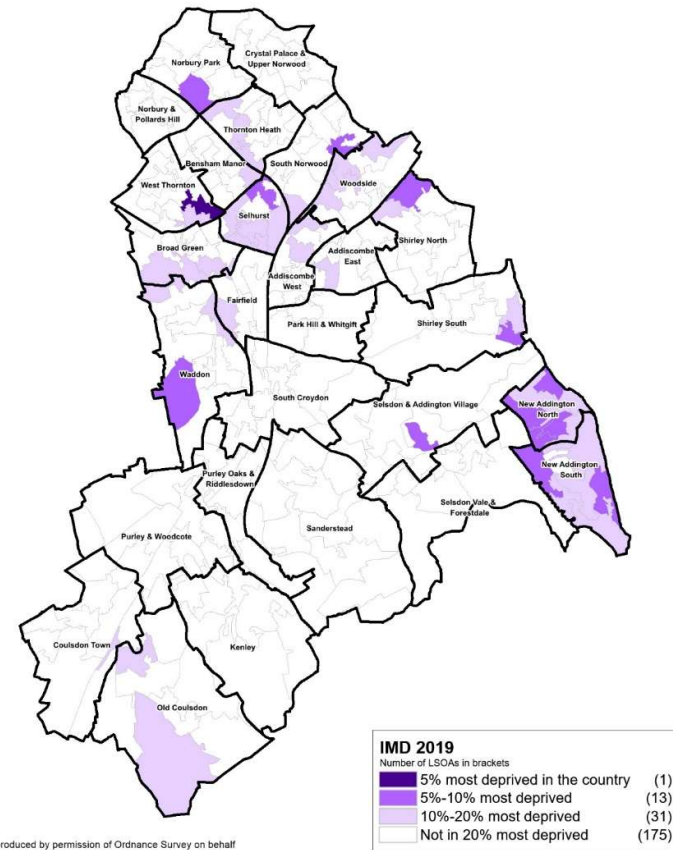 Norbury Park
Crystal Palace &
Upper Norwood
Norbury &
Pollards Hill
Thornton Heath
Bensham Manor
South Norwood
West Thornton
Woodside
Selhurst
Broad Green
Shirley North
Addiscombe
East
Addiscombe
West
Fairfield
Park Hill & Whitgift
Shirley South
Waddon
South Croydon
Selsdon & Addington Village
New Addington
North
New Addington
South
Purley Oaks &
Riddlesdown
Selsdon Vale &
Forestdale
Sanderstead
Purley & Woodcote
Coulsdon Town
Kenley
Old Coulsdon
IMD 2019
Number of LSOAs in brackets
5% most deprived in the country (1)
5%-10% most deprived (13)
10%-20% most deprived (31)
Not in 20% most deprived (175)
roduced by permission of Ordnance Survey on behalf